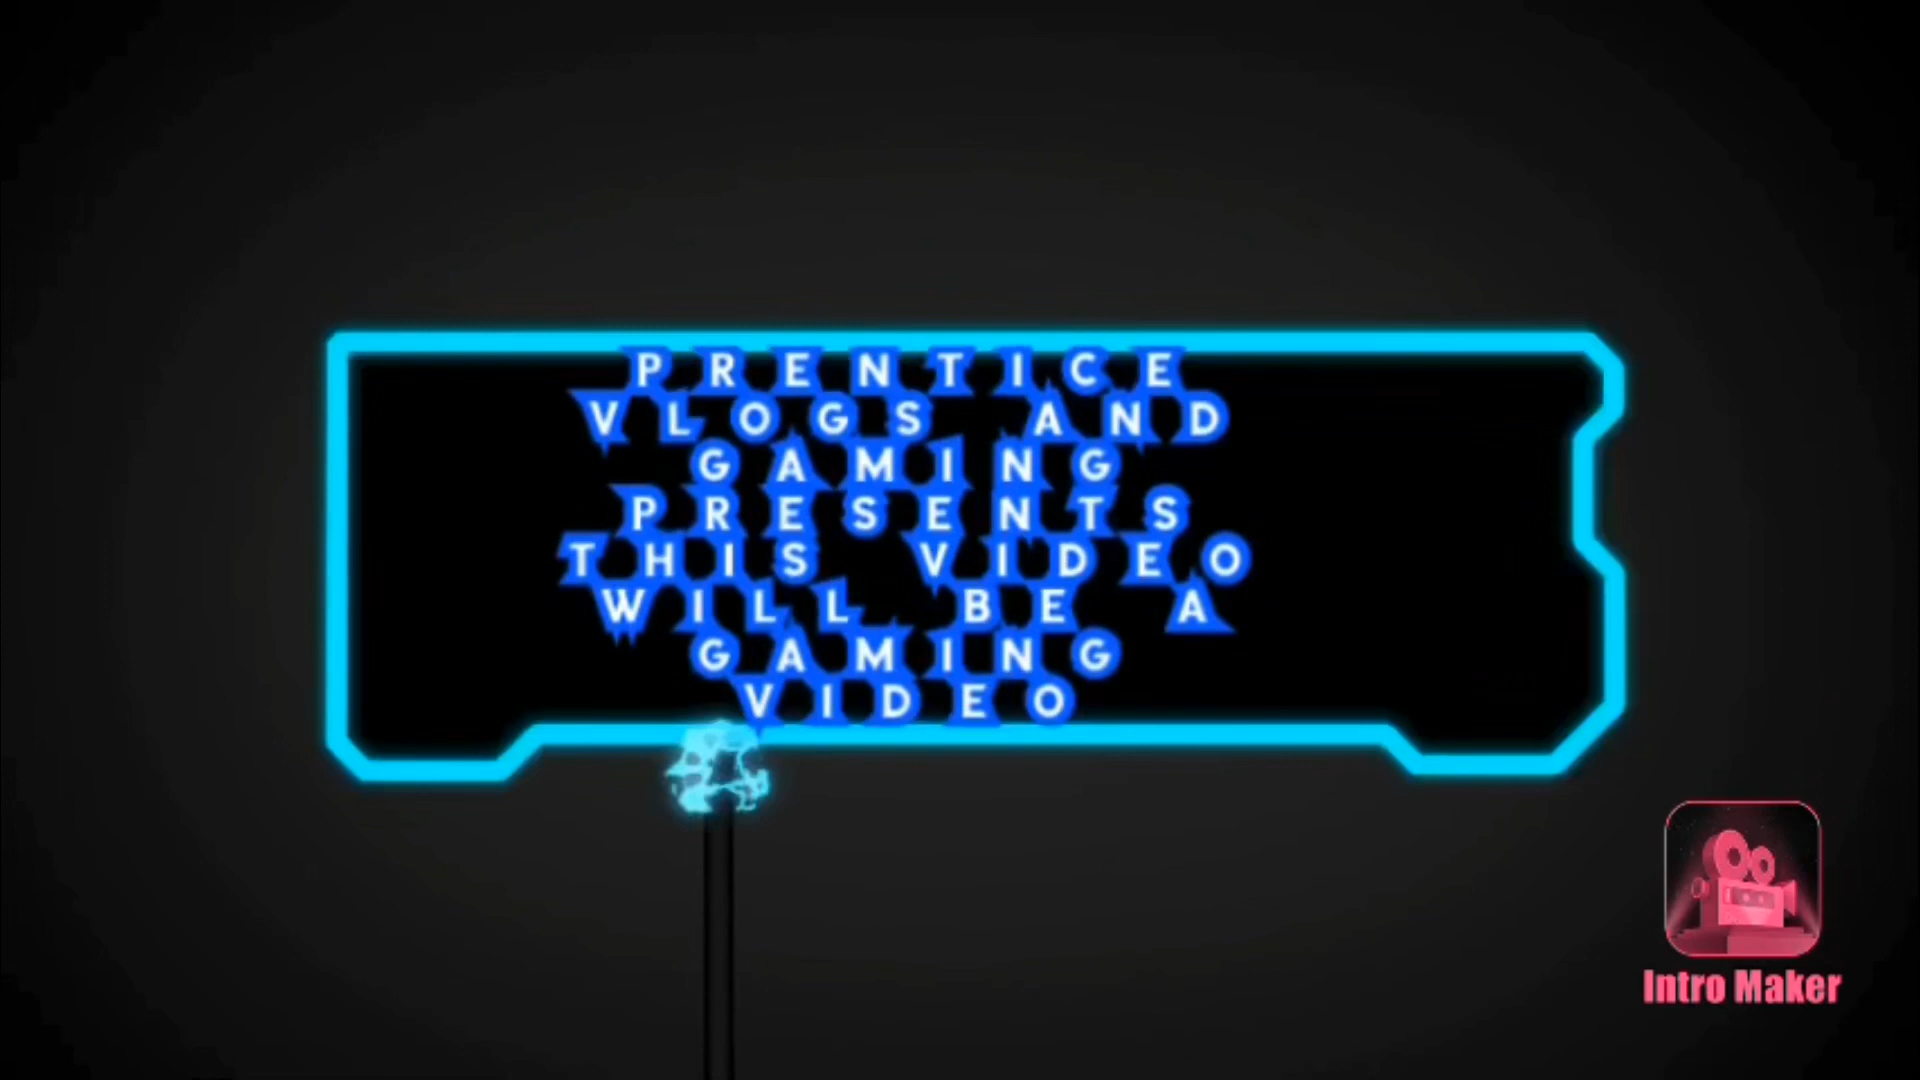 PRENTICE
VLOGS AND
GAMING
PRESENTS
THIS VIDEO
WILL BE A
GAMING
VIDEO
Intro Maker